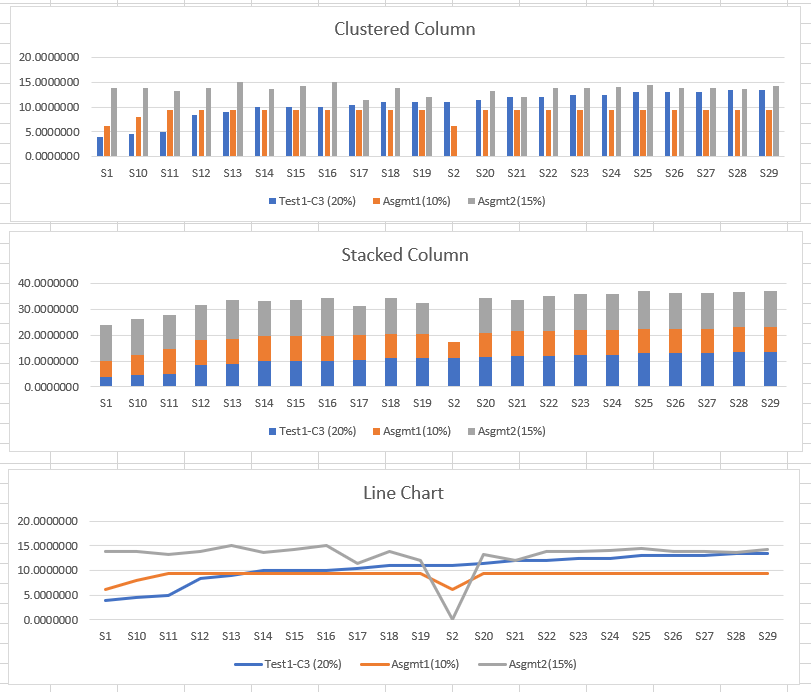 Clustered Column
20.0000000
15.0000000
10.0000000
5.0000000
0.0000000
S1 S10 S11 S12 S13 S14 S15 S16 S17 S18 S19 S2 S20 S21 S22 S23 S24 S25 S26 S27 S28 S29
Test1-C3 (20%) Asgmt1(10%) Asgmt2(15%)
Stacked Column
40.0000000
30.0000000
20.0000000
10.0000000
0.0000000
S1 S10 S11 S12 S13 S14 S15 S16 S17 S18 S19 S2 S20 S21 S22 S23 S24 S25 S26 S27 S28 S29
Test1-C3 (20%) Asgmt1(10%) Asgmt2(15%)
Line Chart
20.0000000
15.0000000
10.0000000
5.0000000
0.0000000
S1 S10 S11 S12 S13 S14 S15 S16 S17 S18 S19 S2 S20 S21 S22 S23 S24 S25 S26 S27 S28 S29
Test1-C3 (20%) Asgmt1(10%) Asgmt2(15%)